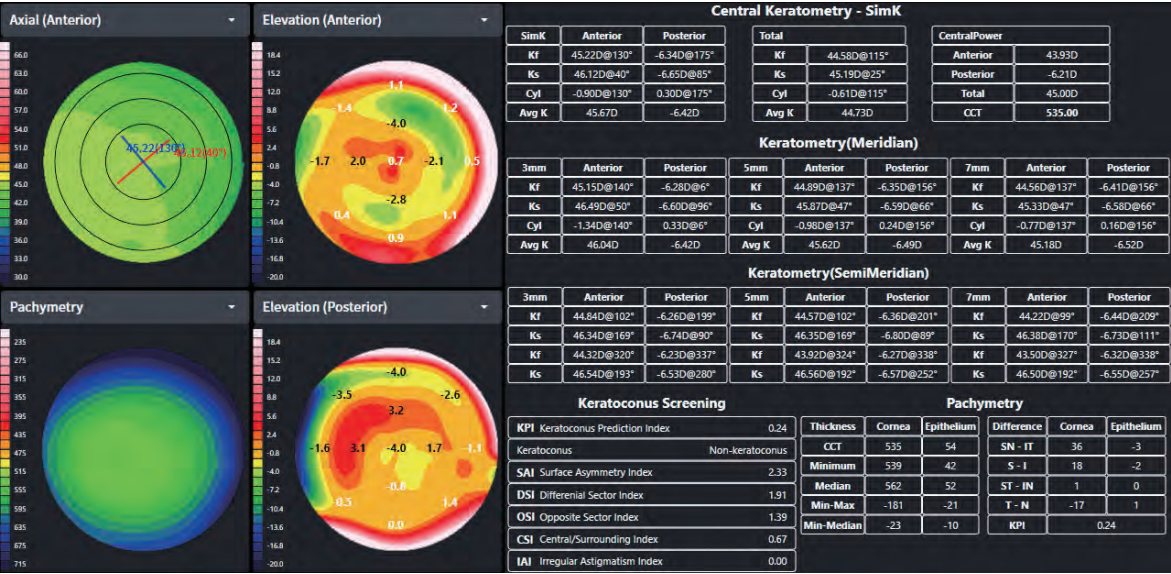 Axial (Anterior)
66.0
63.0
60.0
57.0
54.0
51.0
48.0
45.0
42.0
39.0
36.0
33.0
30.0
45.22(130°)
46.12(40°)
Elevation (Anterior)
18.4
15.2
12.0
8.8
5.6
2.4
-0.8
-4.0
-7.2
-10.4
-13.6
-16.8
-20.0
1.1
-1.4
1.2
-4.0
-1.7 2.0 0.7 -2.1 0.5
-2.8
0.4
1.1
0.9
Pachymetry
235
275
315
355
395
435
475
515
555
595
635
675
715
Elevation (Posterior)
18.4
15.2
12.0
8.8
5.6
2.4
-0.8
-4.0
-7.2
-10.4
-13.6
-16.8
-20.0
-4.0
-3.5
-2.6
3.2
-1.6 3.1 -4.0 1.7 -1.1
-0.8
0.5
1.4
0.0
Central Keratometry - SimK
SimK Anterior Posterior
Kf 45.22D@130° -6.34D@175°
Ks 46.12D@40° -6.65D@85°
Cyl -0.90D@130° 0.30D@175°
Avg K 45.67D -6.42D
Total
Kf 44.58D@115°
Ks 45.19D@25°
Cyl -0.61D@115°
Avg K 44.73D
CentralPower
Anterior 43.93D
Posterior -6.21D
Total 45.00D
CCT 535.00
Keratometry(Meridian)
3mm Anterior Posterior 5mm Anterior Posterior 7mm Anterior Posterior
Kf 45.15D@140° -6.28D@6° Kf 44.89D@137° -6.35D@156° Kf 44.56D@137° -6.41D@156°
Ks 46.49D@50° -6.60D@96° Ks 45.87D@47° -6.59D@66° Ks 45.33D@47° -6.58D@66°
Cyl -1.34D@140° 0.33D@6° Cyl -0.98D@137° 0.24D@156° Cyl -0.77D@137° 0.16D@156°
Avg K 46.04D -6.42D Avg K 45.62D -6.49D Avg K 45.18D -6.52D
Keratometry(SemiMeridian)
3mm Anterior Posterior 5mm Anterior Posterior 7mm Anterior Posterior
Kf 44.84D@102° -6.26D@199° Kf 44.57D@102° -6.36D@201° Kf 44.22D@99° -6.44D@209°
Ks 46.34D@169° -6.74D@90° Ks 46.35D@169° -6.80D@89° Ks 46.38D@170° -6.73D@111°
Kf 44.32D@320° -6.23D@337° Kf 43.92D@324° -6.27D@338° Kf 43.50D@327° -6.32D@338°
Ks 46.54D@193° -6.53D@280° Ks 46.56D@192° -6.57D@252° Ks 46.50D@192° -6.55D@257°
Keratoconus Screening
KPI Keratoconus Prediction Index 0.24
Keratoconus Non-keratoconus
SAI Surface Asymmetry Index 2.33
DSI Differenial Sector Index 1.91
OSI Opposite Sector Index 1.39
CSI Central/Surrounding Index 0.67
IAI Irregular Astigmatism Index 0.00
Pachymetry
Thickness Cornea Epithelium Difference Cornea Epithelium
CCT 535 54 SN - IT 36 -3
Minimum 539 42 S - I 18 -2
Median 562 52 ST - IN 1 0
Min-Max -181 -21 T - N -17 1
Min-Median -23 -10 KPI 0.24